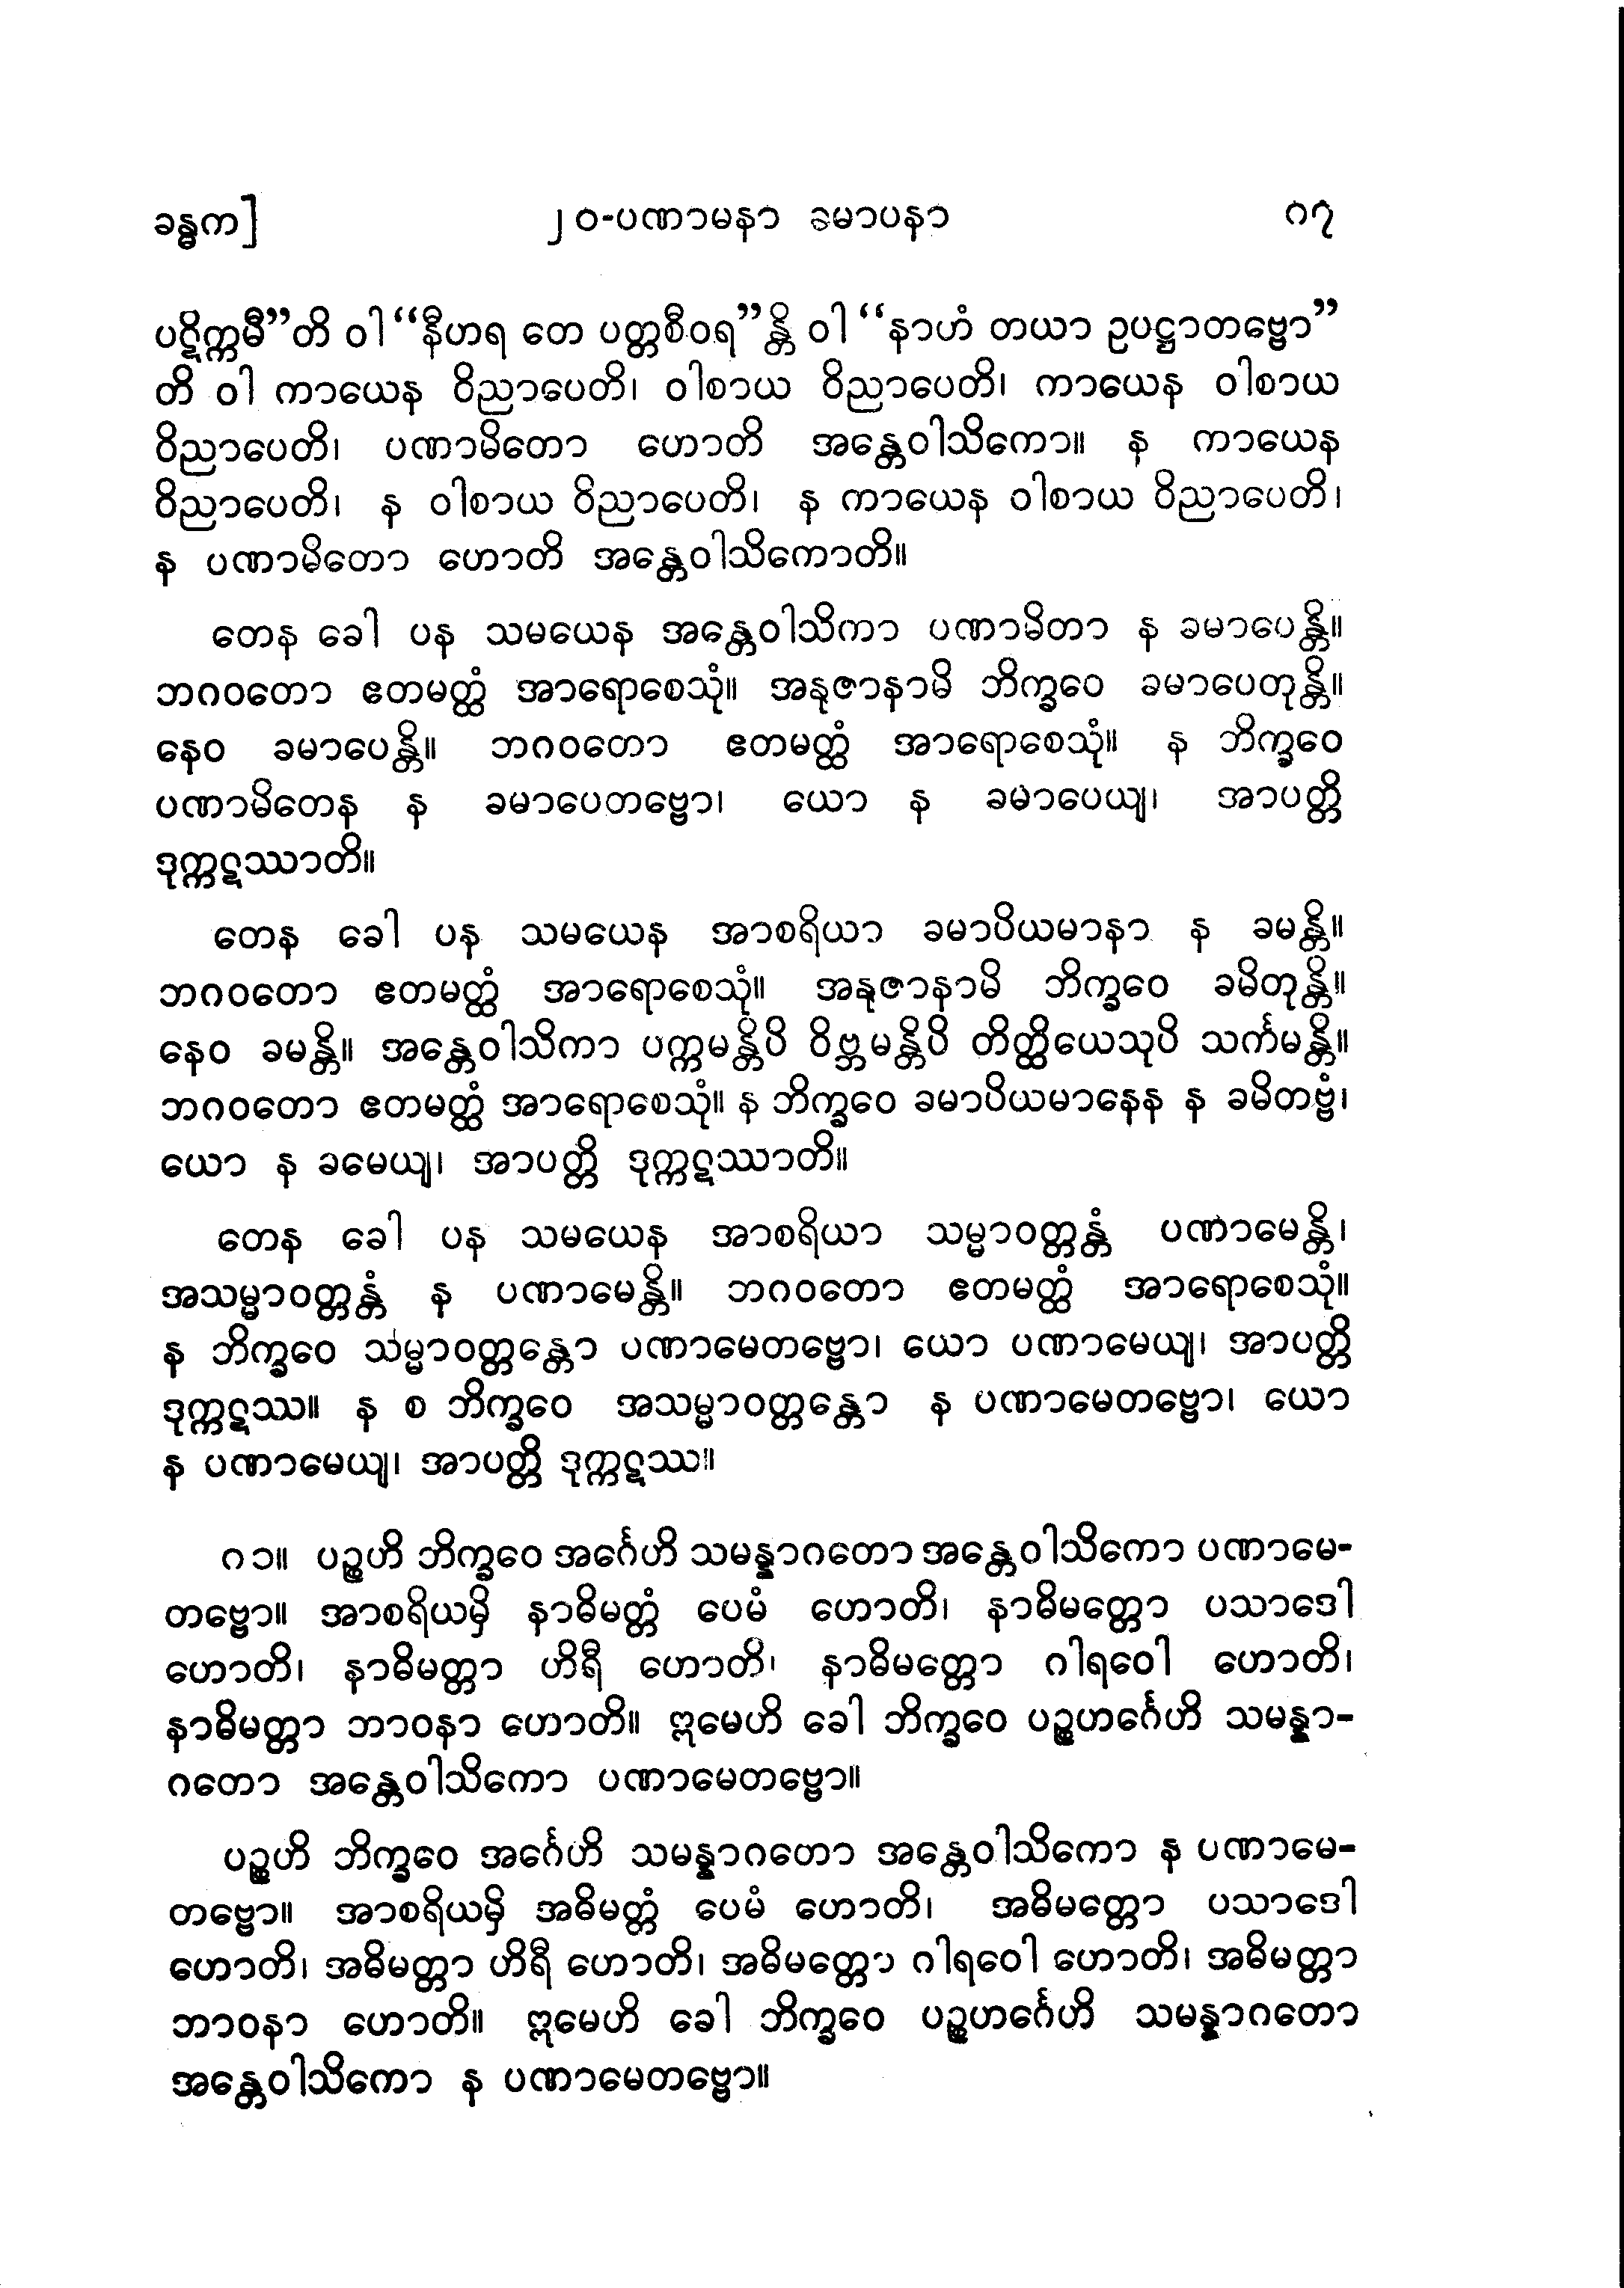 ခန္ဓက] ၂၀-ပဏာမနာ ခမာပနာ ဂ၇
ပဋိက္ကမီ”တိ ဝါ “နီဟရ တေ ပတ္တစီဝရ”န္တိ ဝါ “နာဟံ တယာ ဥပဋ္ဌာတဗ္ဗော”
တိ ဝါ ကာယေန ဝိညာပေတိ၊ ဝါစာယ ဝိညာပေတိ၊ ကာယေန ဝါစာယ
ဝိညာပေတိ၊ ပဏာမိတော ဟောတိ အန္တေဝါသိကော။ န ကာယေန
ဝိညာပေတိ၊ န ဝါစာယ ဝိညာပေတိ၊ န ကာယေန ဝါစာယ ဝိညာပေတိ၊
န ပဏာမိတော ဟောတိ အန္တေဝါသိကောတိ။
တေန ခေါ ပန သမယေန အန္တေဝါသိကာ ပဏာမိတာ န ခမာပေန္တိ။
ဘဂဝတော ဧတမတ္ထံ အာရောစေသုံ။ အနုဇာနာမိ ဘိက္ခဝေ ခမာပေတုန္တိ။
နေဝ ခမာပေန္တိ။ ဘဂဝတော ဧတမတ္ထံ အာရောစေသုံ။ န ဘိက္ခဝေ
ပဏာမိတေန န ခမာပေတဗ္ဗော၊ ယော န ခမာပေယျ၊ အာပတ္တိ
ဒုက္ကဋဿာတိ။
တေန ခေါ ပန သမယေန အာစရိယာ ခမာပိယမာနာ န ခမန္တိ။
ဘဂဝတော ဧတမတ္ထံ အာရောစေသုံ။ အနုဇာနာမိ ဘိက္ခဝေ ခမိတုန္တိ။
နေဝ ခမန္တိ။ အန္တေဝါသိကာ ပက္ကမန္တိပိ ဝိဗ္ဘမန္တိပိ တိတ္ထိယေသုပိ သင်္ကမန္တိ။
ဘဂဝတော ဧတမတ္ထံ အာရောစေသုံ။ န ဘိက္ခဝေ ခမာပိယမာနေန န ခမိတဗ္ဗံ၊
ယော န ခမေယျ၊ အာပတ္တိ ဒုက္ကဋဿာတိ။
တေန ခေါ ပန သမယေန အာစရိယာ သမ္မာဝတ္တန္တံ ပဏာမေန္တိ၊
အသမ္မာဝတ္တန္တံ န ပဏာမေန္တိ။ ဘဂဝတော ဧတမတ္ထံ အာရောစေသုံ။
န ဘိက္ခဝေ သမ္မာဝတ္တန္တော ပဏာမေတဗ္ဗော၊ ယော ပဏာမေယျ၊ အာပတ္တိ
ဒုက္ကဋဿ။ န စ ဘိက္ခဝေ အသမ္မာဝတ္တန္တော န ပဏာမေတဗ္ဗော၊ ယော
န ပဏာမေယျ၊ အာပတ္တိ ဒုက္ကဋဿ။
ဂ၁။ ပဉ္စဟိ ဘိက္ခဝေ အင်္ဂေဟိ သမန္နာဂတော အန္တေဝါသိကော ပဏာမေ-
တဗ္ဗော။ အာစရိယမှိ နာဓိမတ္တံ ပေမံ ဟောတိ၊ နာဓိမတ္တော ပသာဒေါ
ဟောတိ၊ နာဓိမတ္တာ ဟိရီ ဟောတိ၊ နာဓိမတ္တော ဂါရဝေါ ဟောတိ၊
နာဓိမတ္တာ ဘာဝနာ ဟောတိ။ ဣမေဟိ ခေါ ဘိက္ခဝေ ပဉ္စဟင်္ဂေဟိ သမန္နာ-
ဂတော အန္တေဝါသိကော ပဏာမေတဗ္ဗော။
ပဉ္စဟိ ဘိက္ခဝေ အင်္ဂေဟိ သမန္နာဂတော အန္တေဝါသိကော န ပဏာမေ-
တဗ္ဗော။ အာစရိယမှိ အဓိမတ္တံ ပေမံ ဟောတိ၊ အဓိမတ္တော ပသာဒေါ
ဟောတိ၊ အဓိမတ္တာ ဟိရီ ဟောတိ၊ အဓိမတ္တော ဂါရဝေါ ဟောတိ၊ အဓိမတ္တာ
ဘာဝနာ ဟောတိ။ ဣမေဟိ ခေါ ဘိက္ခဝေ ပဉ္စဟင်္ဂေဟိ သမန္နာဂတော
အန္တေဝါသိကော န ပဏာမေတဗ္ဗော။